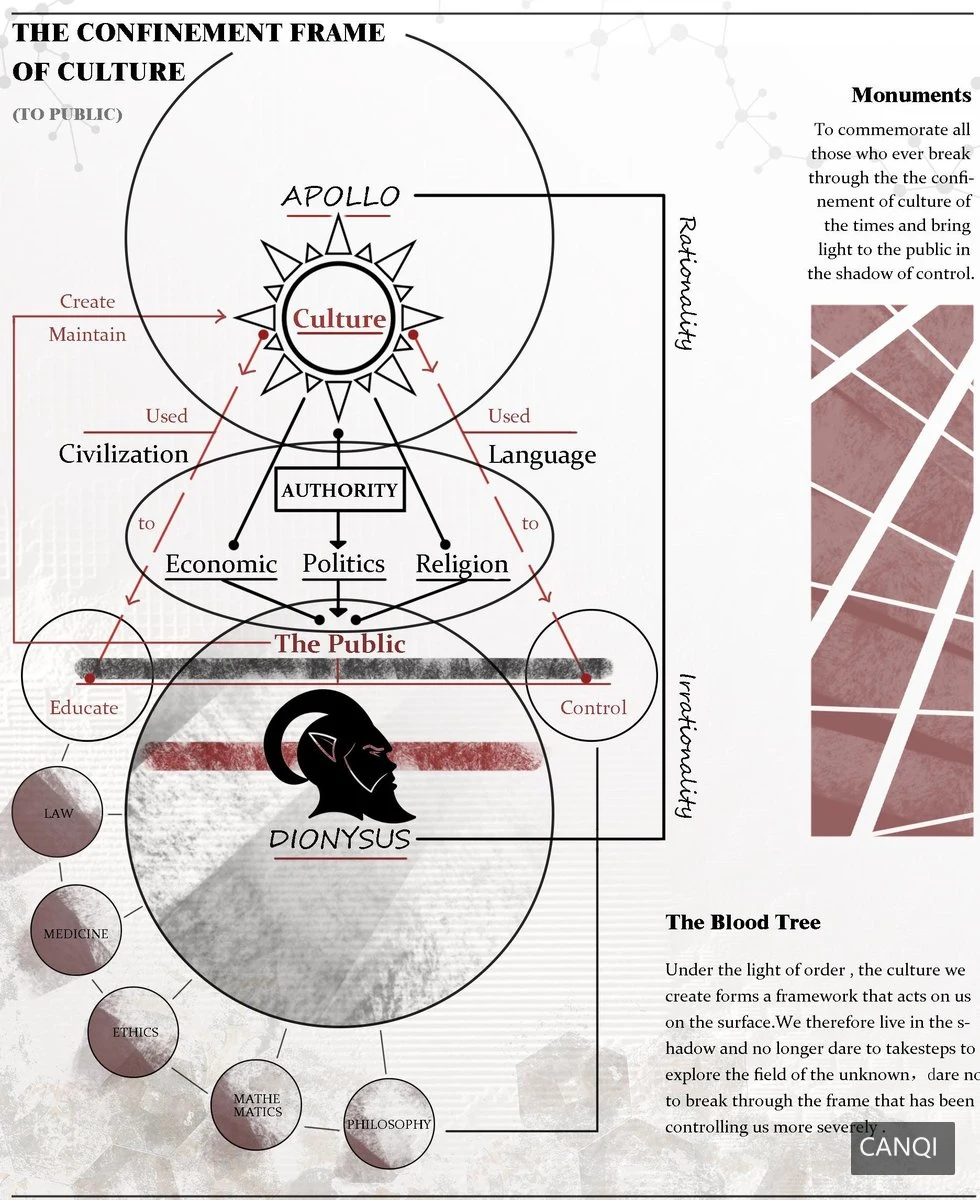 THE CONFINEMENT FRAME
OF CULTURE
(TO PUBLIC)
Monuments
To commemorate all
those who ever break
through the the confi-
nement of culture of
the times and bring
light to the public in
the shadow of control.
APOLLO
Rationality
Culture
Create
Maintain
Used
Civilization
Used
Language
AUTHORITY
to
to
Economic
Politics
Religion
The Public
Educate
Control
Irrationality
DIONYSUS
LAW
MEDICINE
ETHICS
MATHE
MATICS
PHILOSOPHY
The Blood Tree
Under the light of order , the culture we
create forms a framework that acts on us
on the surface.We therefore live in the s-
hadow and no longer dare to takesteps to
explore the field of the unknown，dare no
to break through the frame that has been
controlling us more severely .
CANQI